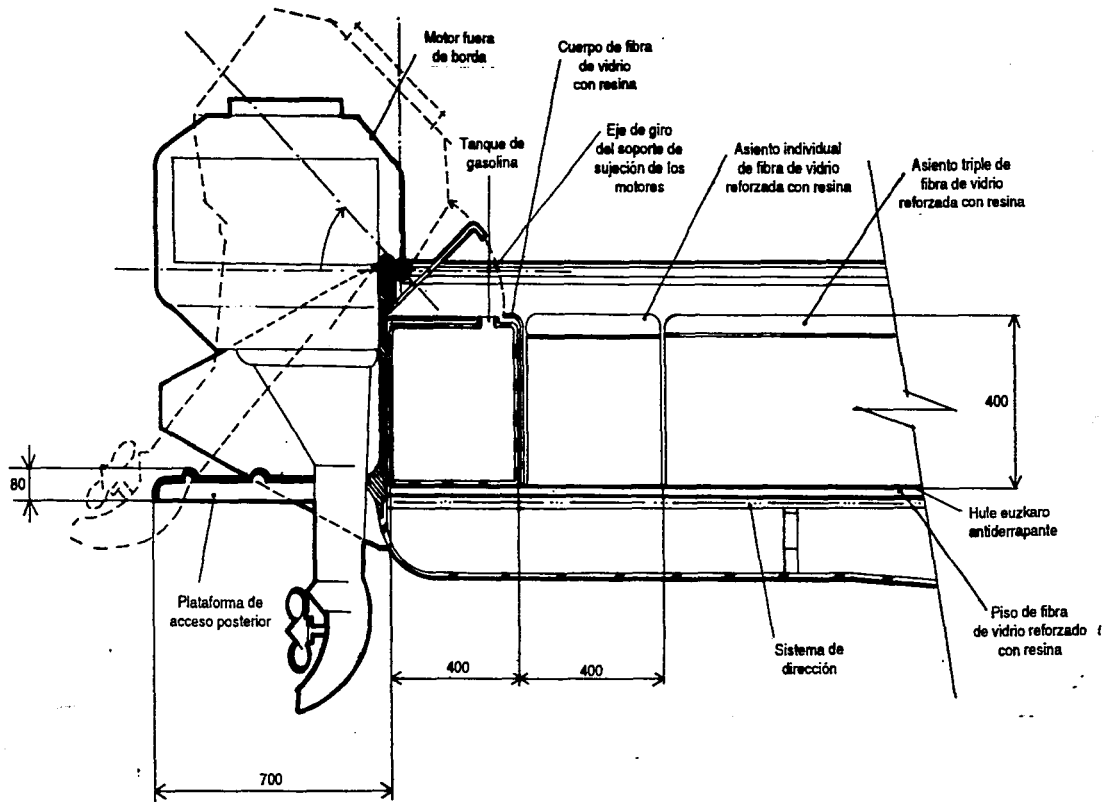 Motor fuera
de borda
Cuerpo de fibra
de vidrio
con resina
Tanque de
gasolina
Eje de giro
del soporte de
sujeción de los
motores
Asiento individual
de fibra de vidrio
reforzada con resina
Asiento triple de
fibra de vidrio
reforzada con resina
400
80
Hule euzkaro
antiderrapante
Plataforma de
acceso posterior
Piso de fibra
de vidrio reforzado
con resina
Sistema de
dirección
400
400
700